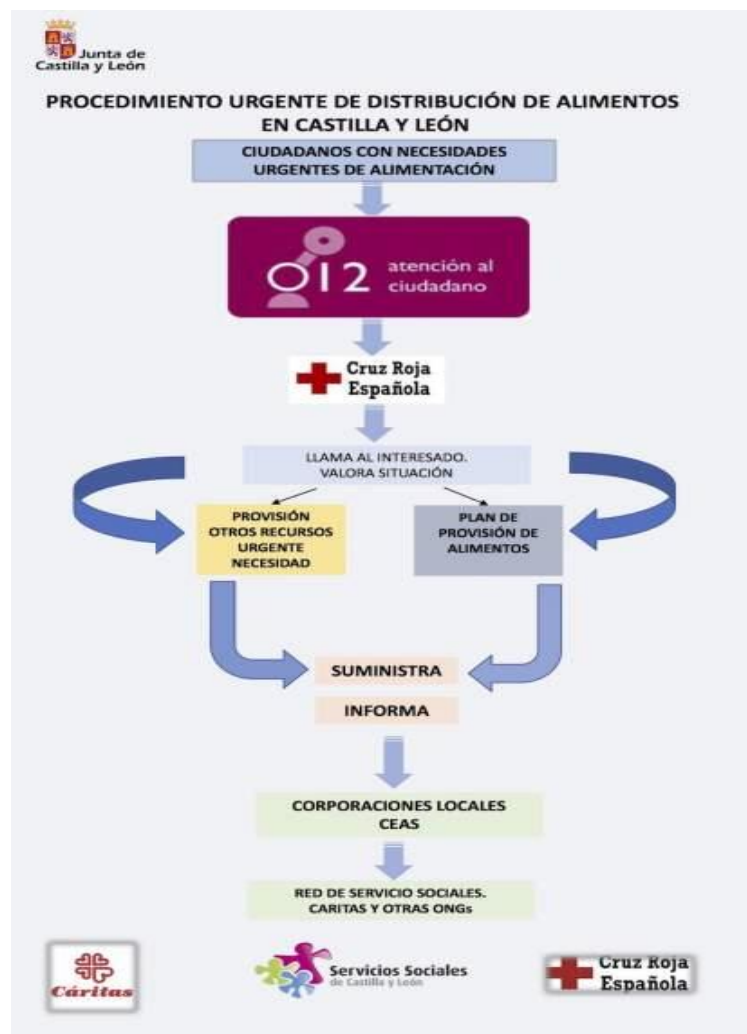 Junta de
Castilla y León
PROCEDIMIENTO URGENTE DE DISTRIBUCIÓN DE ALIMENTOS
EN CASTILLA Y LEÓN
CIUDADANOS CON NECESIDADES
URGENTES DE ALIMENTACIÓN
012 atención al
ciudadano
Cruz Roja
Española
LLAMA AL INTERESADO.
VALORA SITUACIÓN
PROVISIÓN
OTROS RECURSOS
URGENTE
NECESIDAD
PLAN DE
PROVISIÓN DE
ALIMENTOS
SUMINISTRA
INFORMA
CORPORACIONES LOCALES
CEAS
RED DE SERVICIO SOCIALES.
CARITAS Y OTRAS ONGs
Cáritas
Servicios Sociales
de Castilla y León
Cruz Roja
Española